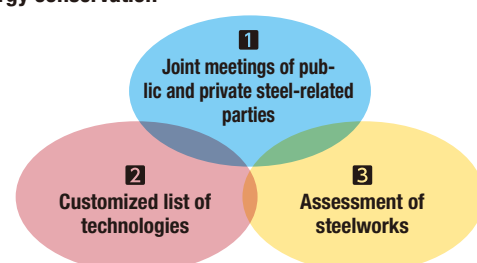 rgy conservation
1
Joint meetings of pub-
lic and private steel-related
parties
2
Customized list of
technologies
3
Assessment of
steelworks